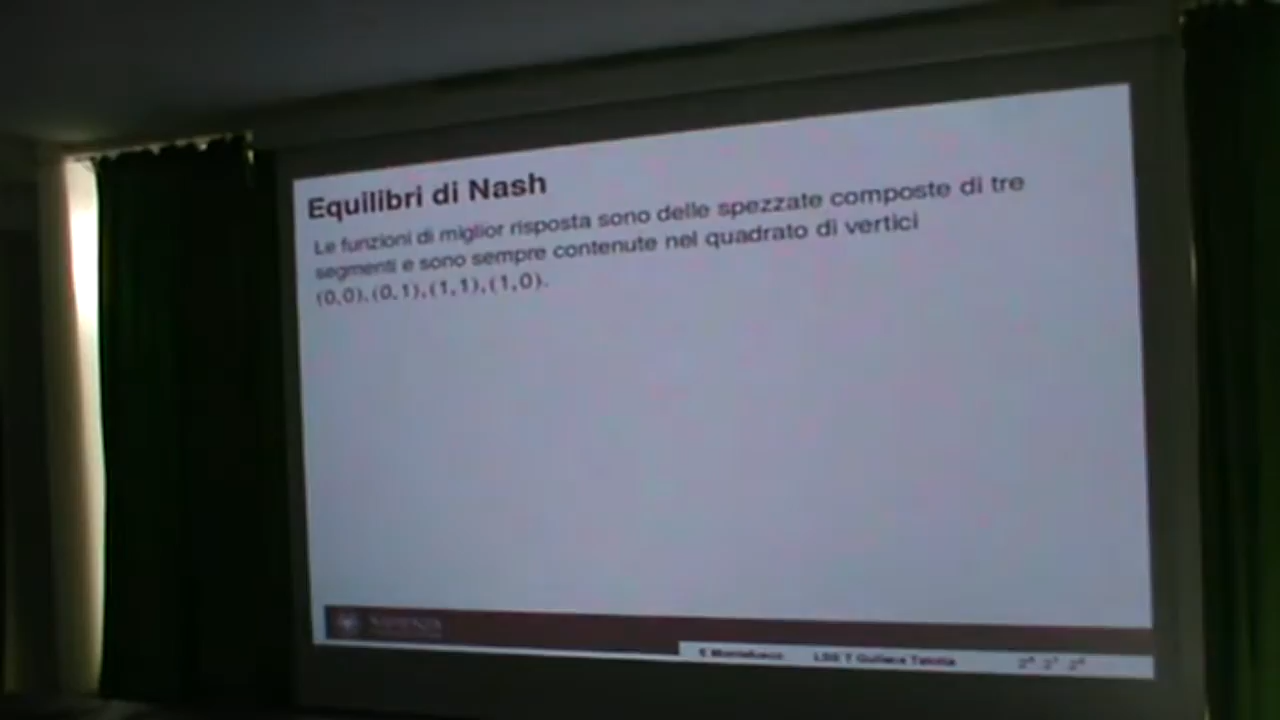 Equilibri di Nash
Le funzioni di miglior risposta sono delle spezzate composte di tre
segmenti e sono sempre contenute nel quadrato di vertici
(0,0),(0,1),(1,1),(1,0).
SAPIENZA